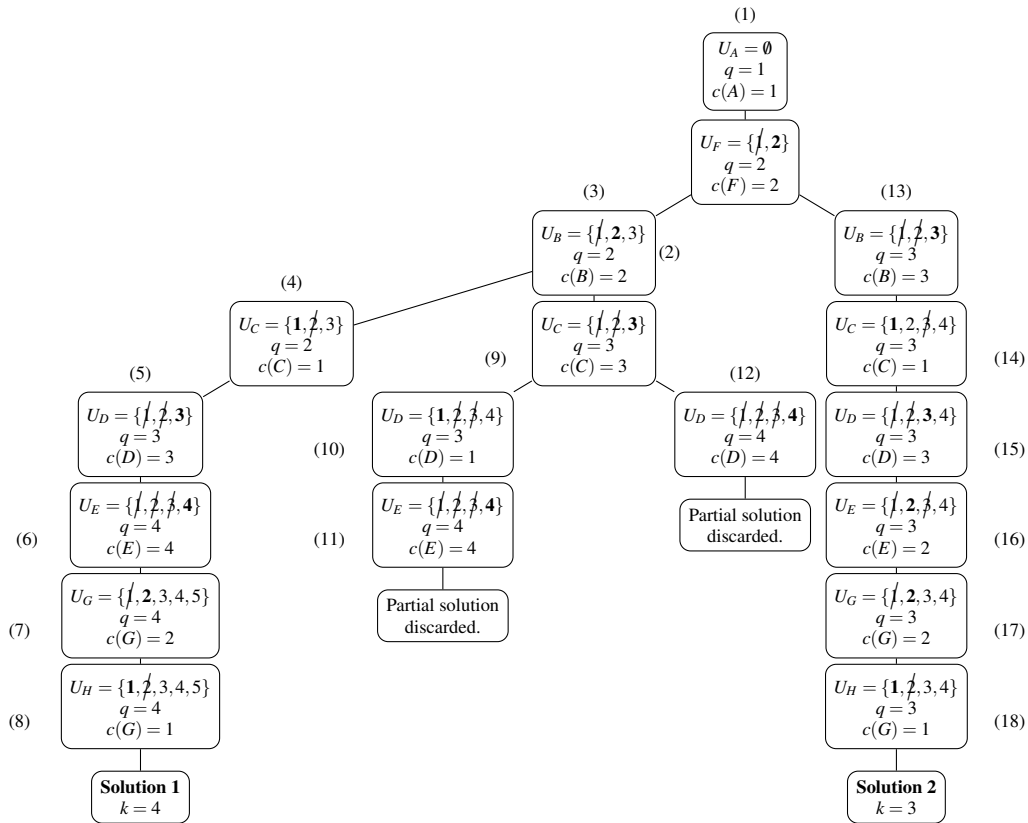 (1)
U_A = ∅
q = 1
c(A) = 1
U_F = {1̸, 2}
q = 2
c(F) = 2
(2)
(3)
U_B = {1̸, 2, 3}
q = 2
c(B) = 2
(4)
U_C = {1, 2̸, 3}
q = 2
c(C) = 1
(5)
U_D = {1̸, 2̸, 3}
q = 3
c(D) = 3
(6)
U_E = {1̸, 2̸, 3̸, 4}
q = 4
c(E) = 4
(7)
U_G = {1̸, 2, 3, 4, 5}
q = 4
c(G) = 2
(8)
U_H = {1, 2̸, 3, 4, 5}
q = 4
c(G) = 1
Solution 1
k = 4
(9)
U_C = {1̸, 2̸, 3}
q = 3
c(C) = 3
(10)
U_D = {1, 2̸, 3̸, 4}
q = 3
c(D) = 1
(11)
U_E = {1̸, 2̸, 3̸, 4}
q = 4
c(E) = 4
Partial solution
discarded.
(12)
U_D = {1̸, 2̸, 3̸, 4}
q = 4
c(D) = 4
Partial solution
discarded.
(13)
U_B = {1̸, 2̸, 3}
q = 3
c(B) = 3
(14)
U_C = {1, 2, 3̸, 4}
q = 3
c(C) = 1
(15)
U_D = {1̸, 2̸, 3, 4}
q = 3
c(D) = 3
(16)
U_E = {1̸, 2, 3̸, 4}
q = 3
c(E) = 2
(17)
U_G = {1̸, 2, 3, 4}
q = 3
c(G) = 2
(18)
U_H = {1, 2̸, 3, 4}
q = 3
c(G) = 1
Solution 2
k = 3